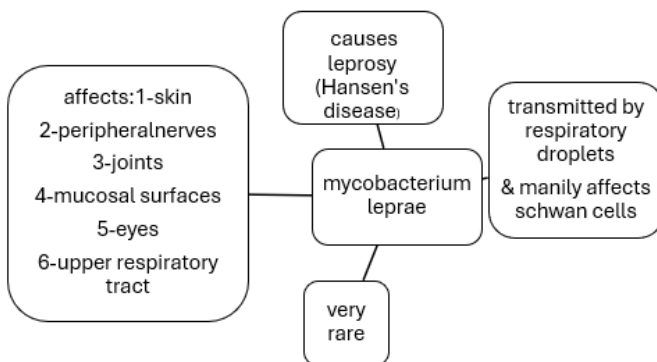 causes
leprosy
(Hansen's
disease)
affects:1-skin
2-peripheralnerves
3-joints
4-mucosal surfaces
5-eyes
6-upper respiratory
tract
mycobacterium
leprae
transmitted by
respiratory
droplets
& manily affects
schwan cells
very
rare